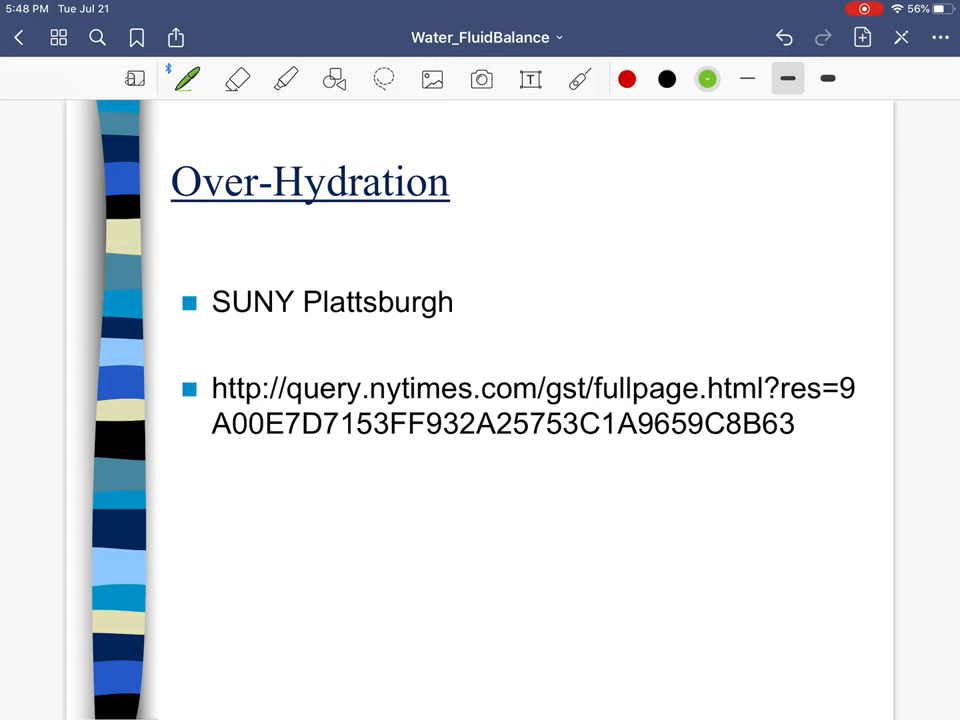 5:48 PM Tue Jul 21
56%
Water_FluidBalance
T
Over-Hydration
SUNY Plattsburgh
http://query.nytimes.com/gst/fullpage.html?res=9
A00E7D7153FF932A25753C1A9659C8B63